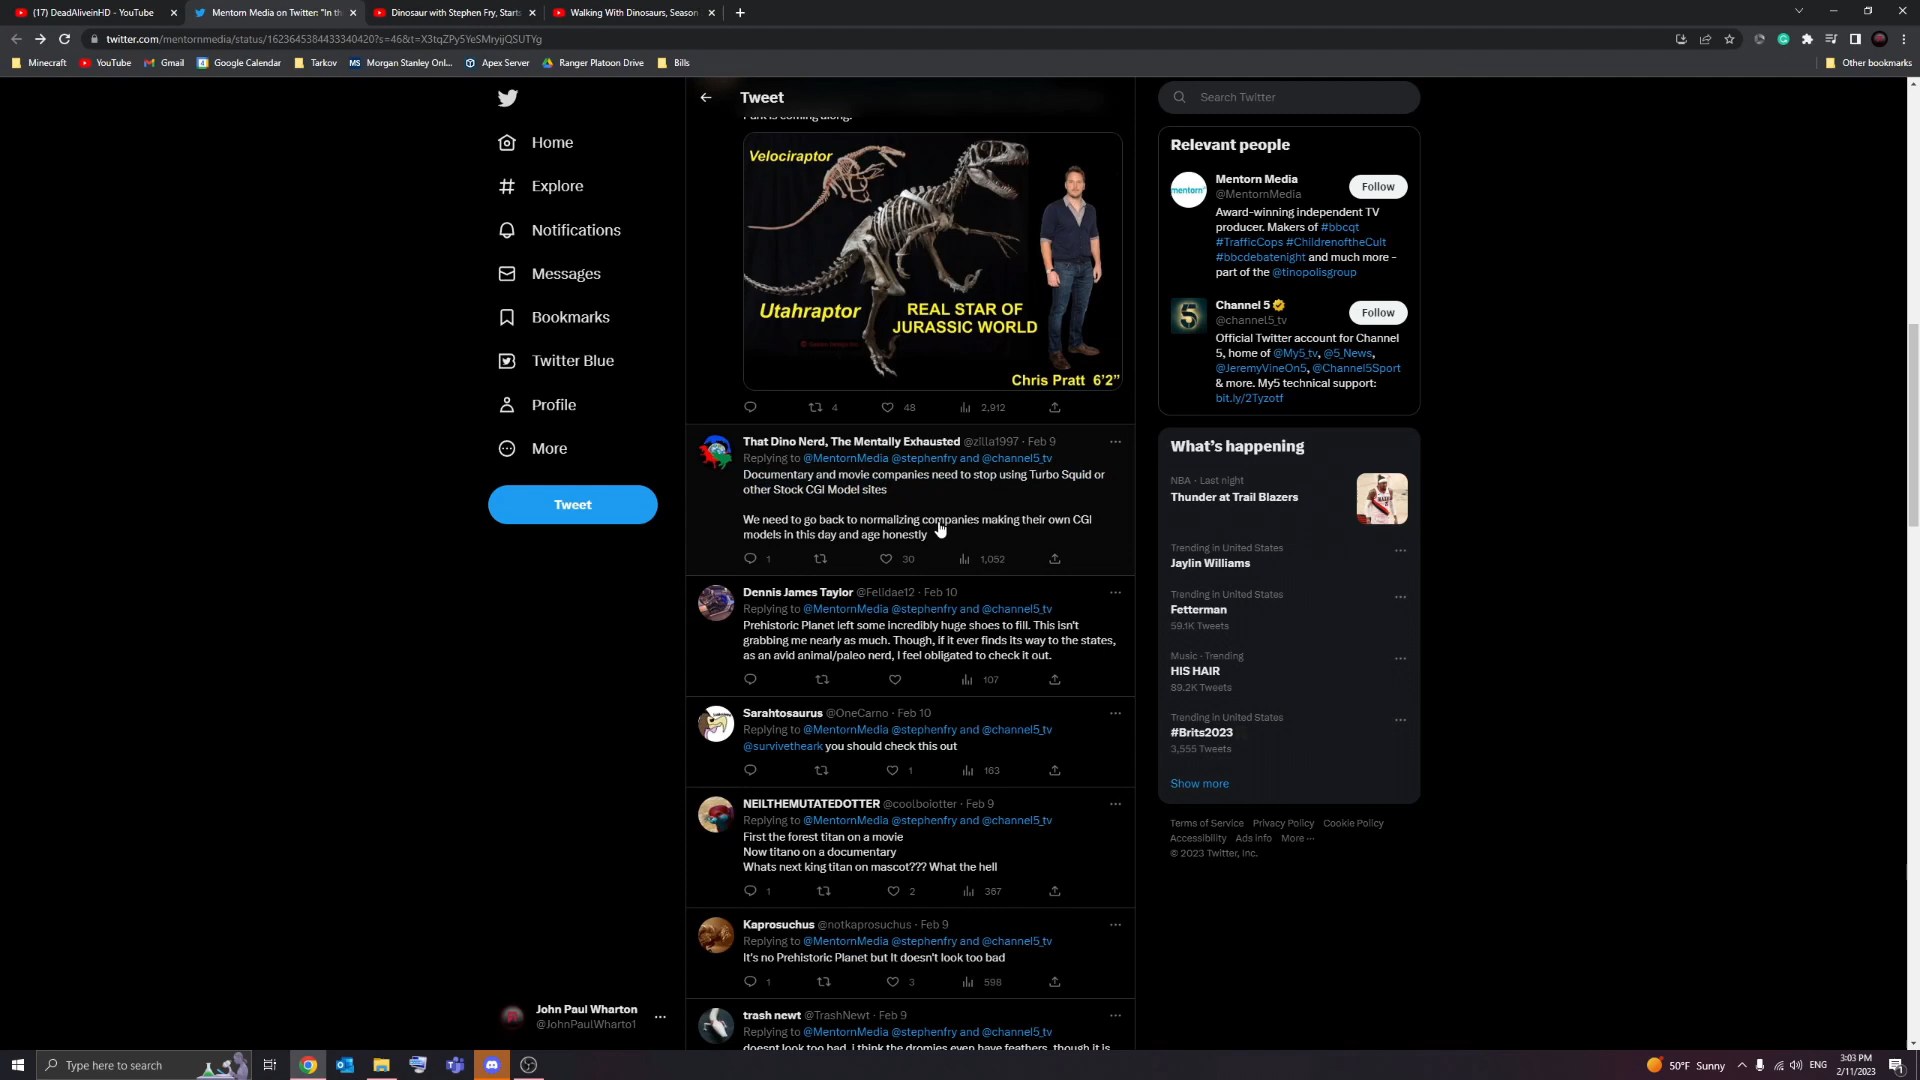 (17) DeadAliveinHD - YouTube
Mentorn Media on Twitter: "In th
Dinosaur with Stephen Fry, Starts
Walking With Dinosaurs, Season
twitter.com/mentornmedia/status/1623645384433340420?s=46&t=X3tqZPy5YeSMryijQSUTYg
Minecraft
YouTube
Gmail
Google Calendar
Tarkov
Morgan Stanley Onl...
Apex Server
Ranger Platoon Drive
Bills
Other bookmarks
Home
Explore
Notifications
Messages
Bookmarks
Twitter Blue
Profile
More
Tweet
John Paul Wharton
@JohnPaulWharto1
Tweet
Park is coming along.
Velociraptor
Utahraptor
REAL STAR OF
JURASSIC WORLD
Chris Pratt 6'2"
4 48 2,912
That Dino Nerd, The Mentally Exhausted @zilla1997 · Feb 9
Replying to @MentornMedia @stephenfry and @channel5_tv
Documentary and movie companies need to stop using Turbo Squid or
other Stock CGI Model sites
We need to go back to normalizing companies making their own CGI
models in this day and age honestly
1 30 1,052
Dennis James Taylor @Felidae12 · Feb 10
Replying to @MentornMedia @stephenfry and @channel5_tv
Prehistoric Planet left some incredibly huge shoes to fill. This isn't
grabbing me nearly as much. Though, if it ever finds its way to the states,
as an avid animal/paleo nerd, I feel obligated to check it out.
107
Sarahtosaurus @OneCarno · Feb 10
Replying to @MentornMedia @stephenfry and @channel5_tv
@survivetheark you should check this out
1 163
NEILTHEMUTATEDOTTER @coolboiotter · Feb 9
Replying to @MentornMedia @stephenfry and @channel5_tv
First the forest titan on a movie
Now titano on a documentary
Whats next king titan on mascot??? What the hell
1 2 367
Kaprosuchus @notkaprosuchus · Feb 9
Replying to @MentornMedia @stephenfry and @channel5_tv
It's no Prehistoric Planet but It doesn't look too bad
1 3 598
trash newt @TrashNewt · Feb 9
Replying to @MentornMedia @stephenfry and @channel5_tv
doesnt look too bad, i think the dromies even have feathers, though it is
Search Twitter
Relevant people
Mentorn Media
@MentornMedia
Follow
Award-winning independent TV
producer. Makers of #bbcqt
#TrafficCops #ChildrenoftheCult
#bbcdebatenight and much more -
part of the @tinopolisgroup
Channel 5
@channel5_tv
Follow
Official Twitter account for Channel
5, home of @My5_tv, @5_News,
@JeremyVineOn5, @Channel5Sport
& more. My5 technical support:
bit.ly/2Tyzotf
What's happening
NBA · Last night
Thunder at Trail Blazers
Trending in United States
Jaylin Williams
Trending in United States
Fetterman
59.1K Tweets
Music · Trending
HIS HAIR
89.2K Tweets
Trending in United States
#Brits2023
3,555 Tweets
Show more
Terms of Service Privacy Policy Cookie Policy
Accessibility Ads info More ···
© 2023 Twitter, Inc.
Type here to search
50°F Sunny
ENG
3:03 PM
2/11/2023